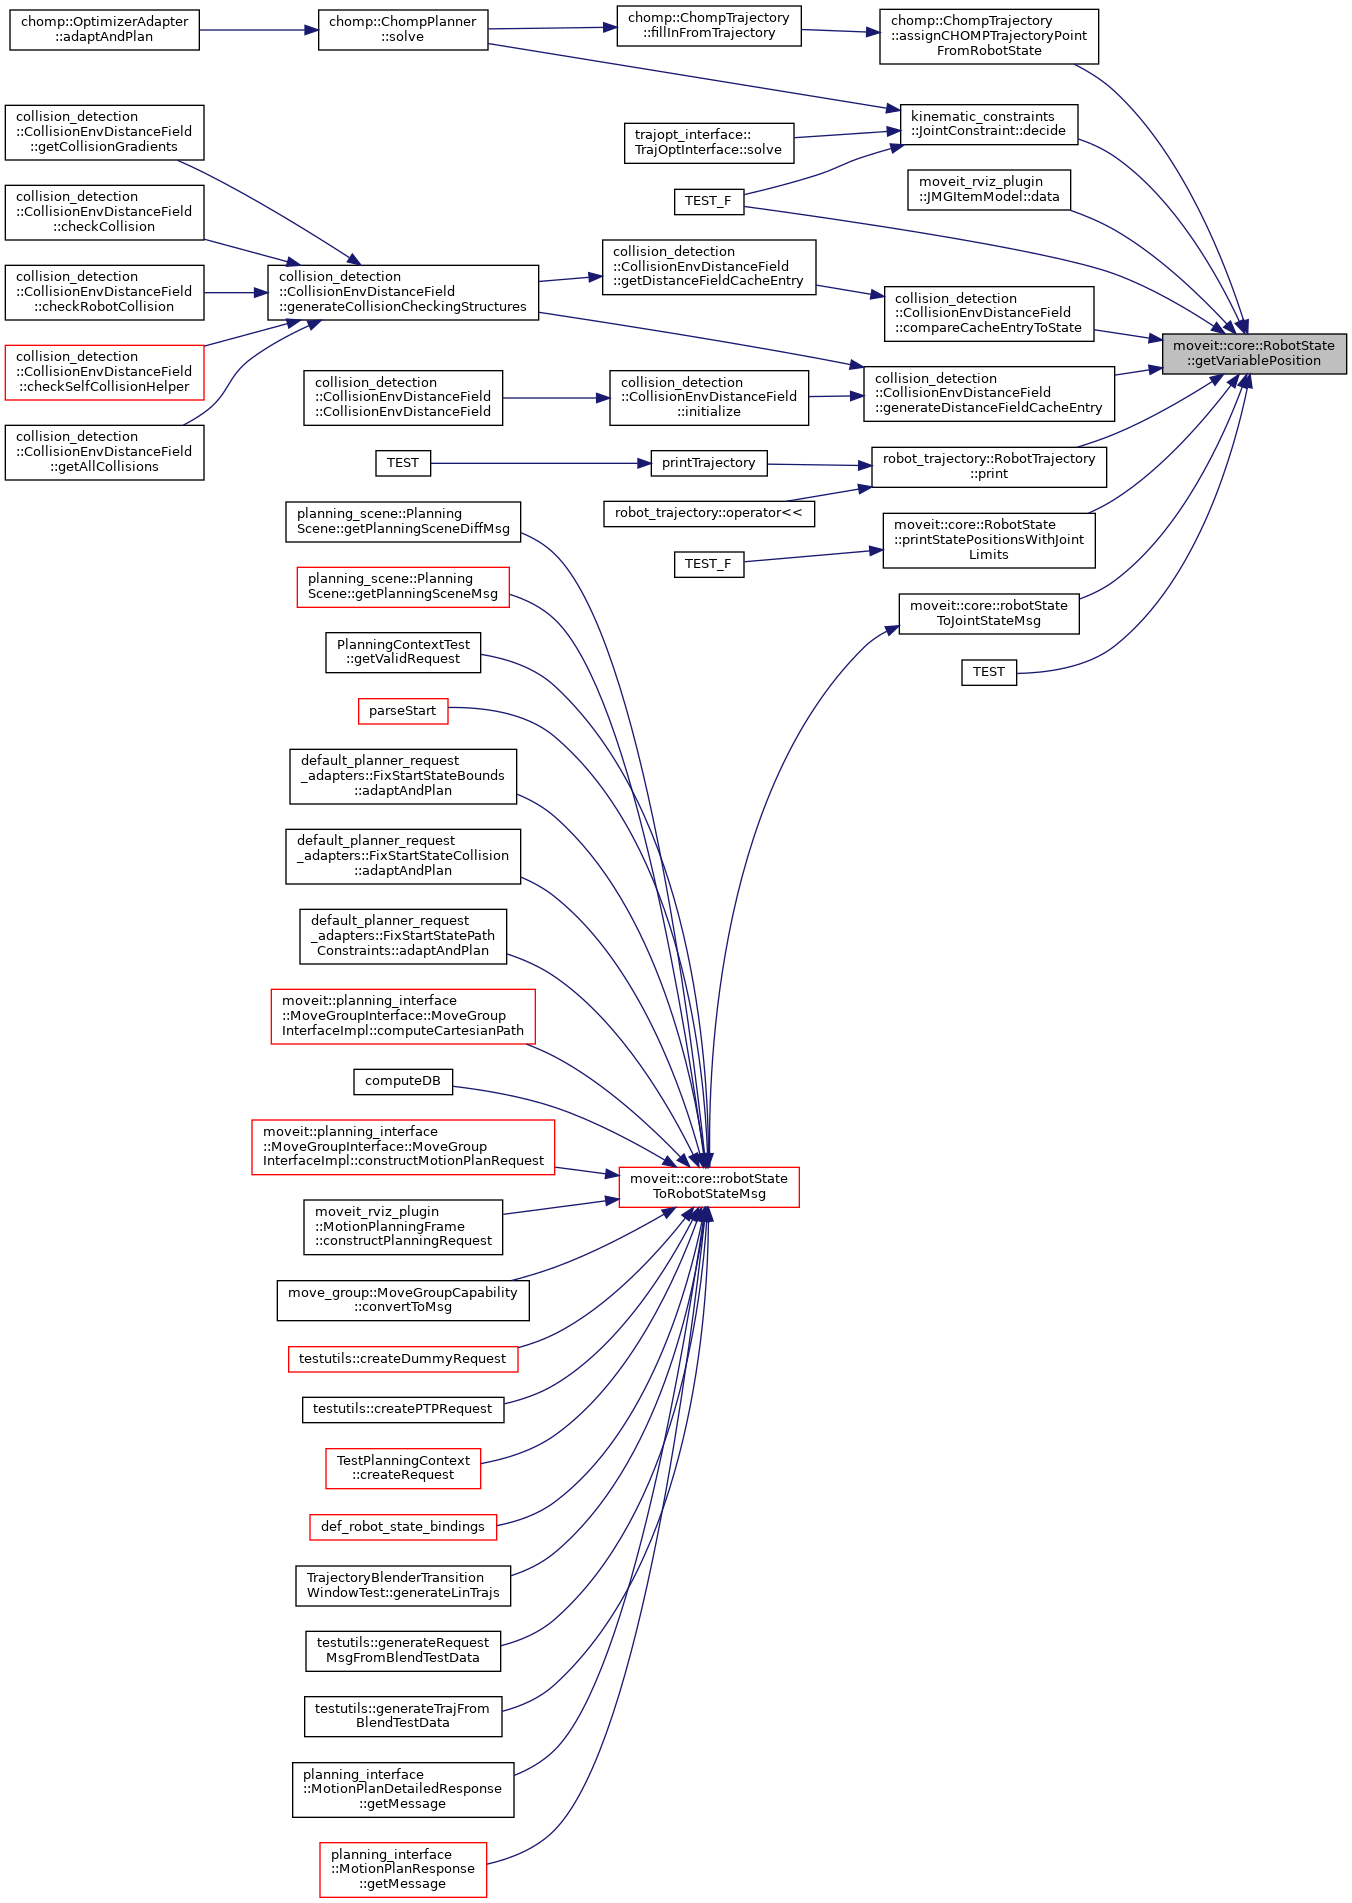 chomp::OptimizerAdapter
::adaptAndPlan
chomp::ChompPlanner
::solve
chomp::ChompTrajectory
::fillInFromTrajectory
chomp::ChompTrajectory
::assignCHOMPTrajectoryPoint
FromRobotState
collision_detection
::CollisionEnvDistanceField
::getCollisionGradients
kinematic_constraints
::JointConstraint::decide
trajopt_interface::
TrajOptInterface::solve
moveit_rviz_plugin
::JMGItemModel::data
TEST_F
collision_detection
::CollisionEnvDistanceField
::checkCollision
collision_detection
::CollisionEnvDistanceField
::getDistanceFieldCacheEntry
collision_detection
::CollisionEnvDistanceField
::checkRobotCollision
collision_detection
::CollisionEnvDistanceField
::generateCollisionCheckingStructures
collision_detection
::CollisionEnvDistanceField
::compareCacheEntryToState
moveit::core::RobotState
::getVariablePosition
collision_detection
::CollisionEnvDistanceField
::checkSelfCollisionHelper
collision_detection
::CollisionEnvDistanceField
::CollisionEnvDistanceField
collision_detection
::CollisionEnvDistanceField
::initialize
collision_detection
::CollisionEnvDistanceField
::generateDistanceFieldCacheEntry
collision_detection
::CollisionEnvDistanceField
::getAllCollisions
TEST
printTrajectory
robot_trajectory::RobotTrajectory
::print
robot_trajectory::operator<<
planning_scene::Planning
Scene::getPlanningSceneDiffMsg
moveit::core::RobotState
::printStatePositionsWithJoint
Limits
TEST_F
planning_scene::Planning
Scene::getPlanningSceneMsg
moveit::core::robotState
ToJointStateMsg
PlanningContextTest
::getValidRequest
TEST
parseStart
default_planner_request
_adapters::FixStartStateBounds
::adaptAndPlan
default_planner_request
_adapters::FixStartStateCollision
::adaptAndPlan
default_planner_request
_adapters::FixStartStatePath
Constraints::adaptAndPlan
moveit::planning_interface
::MoveGroupInterface::MoveGroup
InterfaceImpl::computeCartesianPath
computeDB
moveit::planning_interface
::MoveGroupInterface::MoveGroup
InterfaceImpl::constructMotionPlanRequest
moveit::core::robotState
ToRobotStateMsg
moveit_rviz_plugin
::MotionPlanningFrame
::constructPlanningRequest
move_group::MoveGroupCapability
::convertToMsg
testutils::createDummyRequest
testutils::createPTPRequest
TestPlanningContext
::createRequest
def_robot_state_bindings
TrajectoryBlenderTransition
WindowTest::generateLinTrajs
testutils::generateRequest
MsgFromBlendTestData
testutils::generateTrajFrom
BlendTestData
planning_interface
::MotionPlanDetailedResponse
::getMessage
planning_interface
::MotionPlanResponse
::getMessage